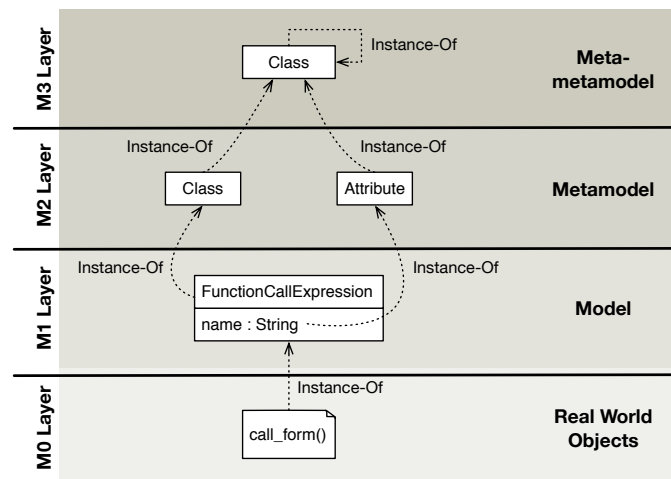 M3 Layer
Class
Instance-Of
Meta-
metamodel
Instance-Of
Instance-Of
M2 Layer
Class
Attribute
Metamodel
Instance-Of
Instance-Of
M1 Layer
FunctionCallExpression
name : String
Model
Instance-Of
M0 Layer
call_form()
Real World
Objects